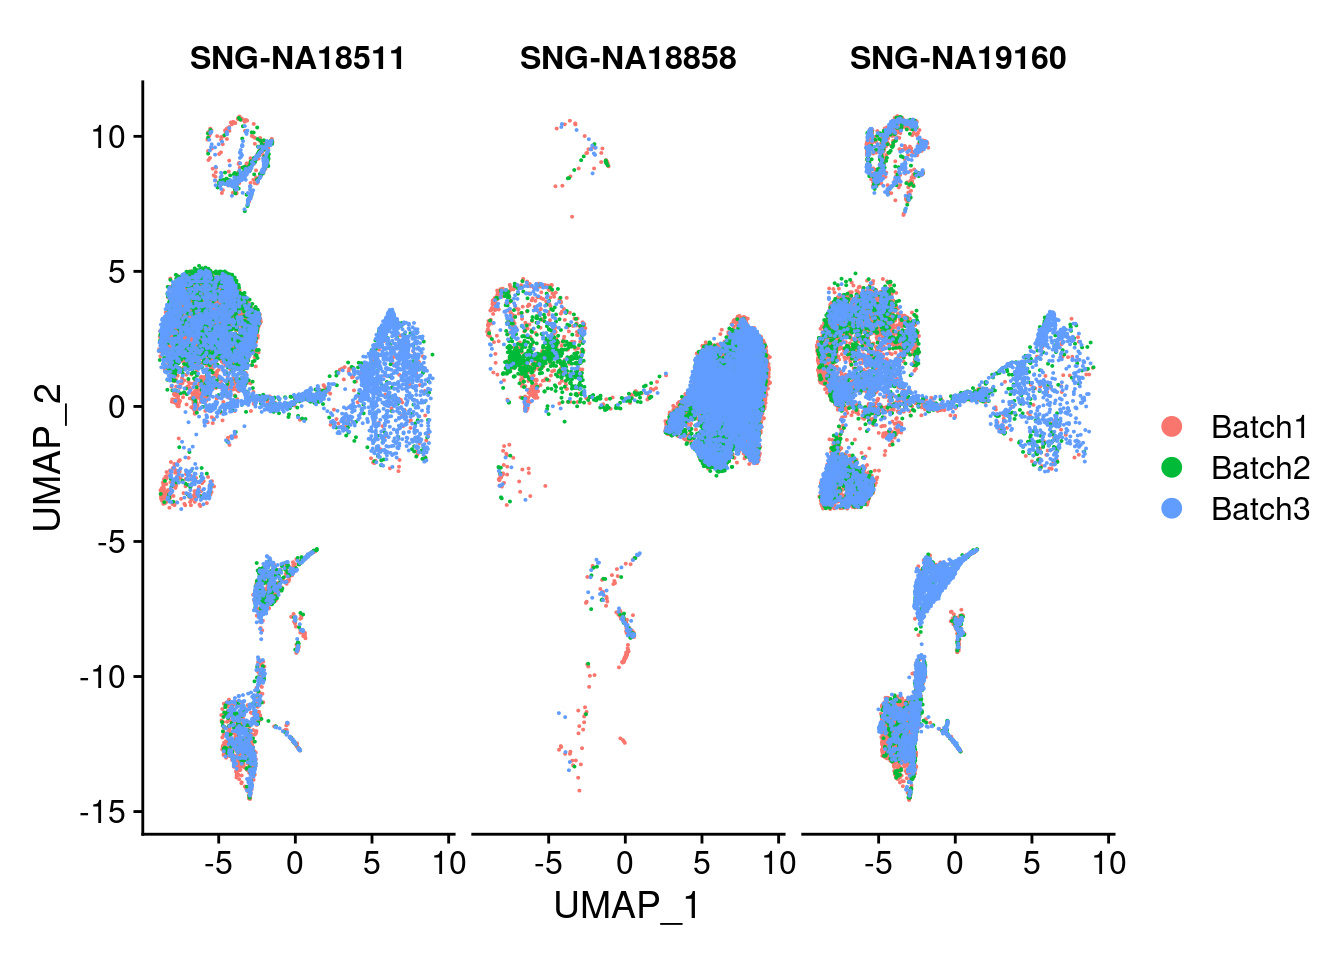 SNG-NA18511 SNG-NA18858 SNG-NA19160
10
5
0
-5
-10
-15
UMAP_2
-5 0 5 10 -5 0 5 10 -5 0 5 10
UMAP_1
Batch1
Batch2
Batch3